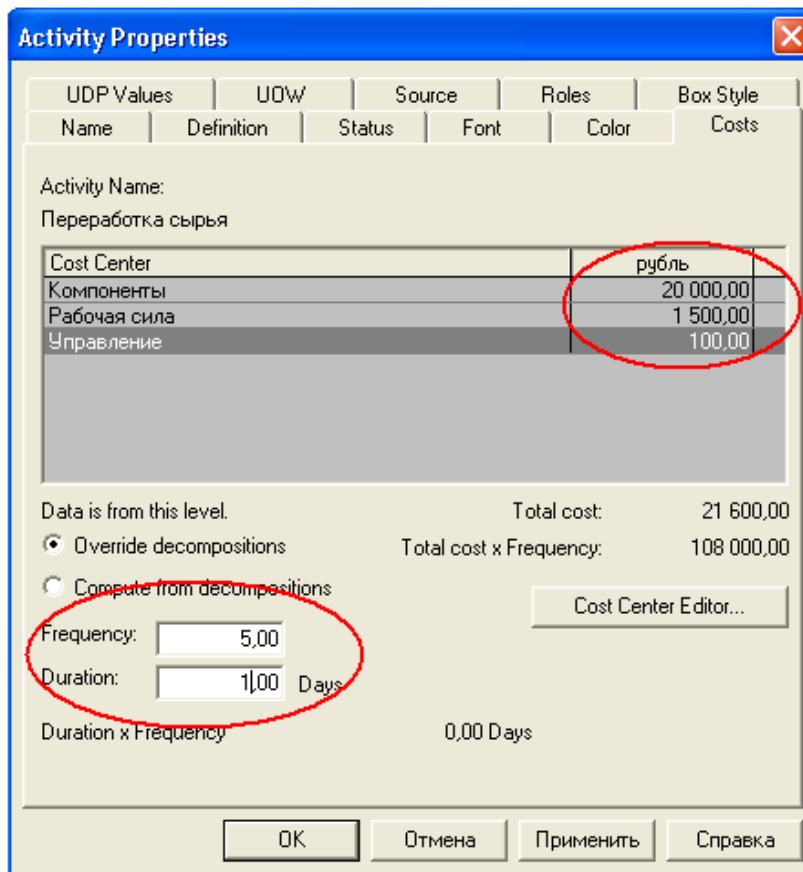 Activity Properties
UDP Values UOW Source Roles Box Style
Name Definition Status Font Color Costs
Activity Name:
Переработка сырья
Cost Center рубль
Компоненты 20 000,00
Рабочая сила 1 500,00
Управление 100,00
Data is from this level. Total cost: 21 600,00
Override decompositions Total cost x Frequency: 108 000,00
Compute from decompositions
Cost Center Editor...
Frequency: 5,00
Duration: 1,00 Days
Duration x Frequency 0,00 Days
OK Отмена Применить Справка